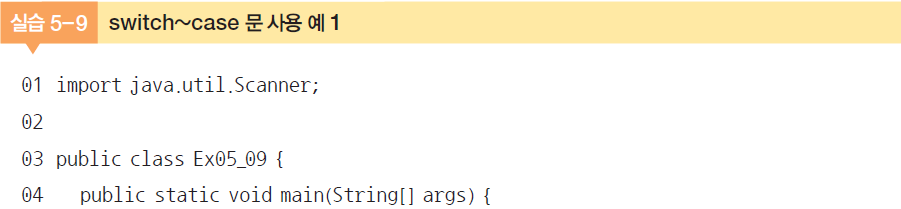 실습 5-9 switch~case 문 사용 예 1
01 import java.util.Scanner;
02
03 public class Ex05_09 {
04 public static void main(String[] args) {